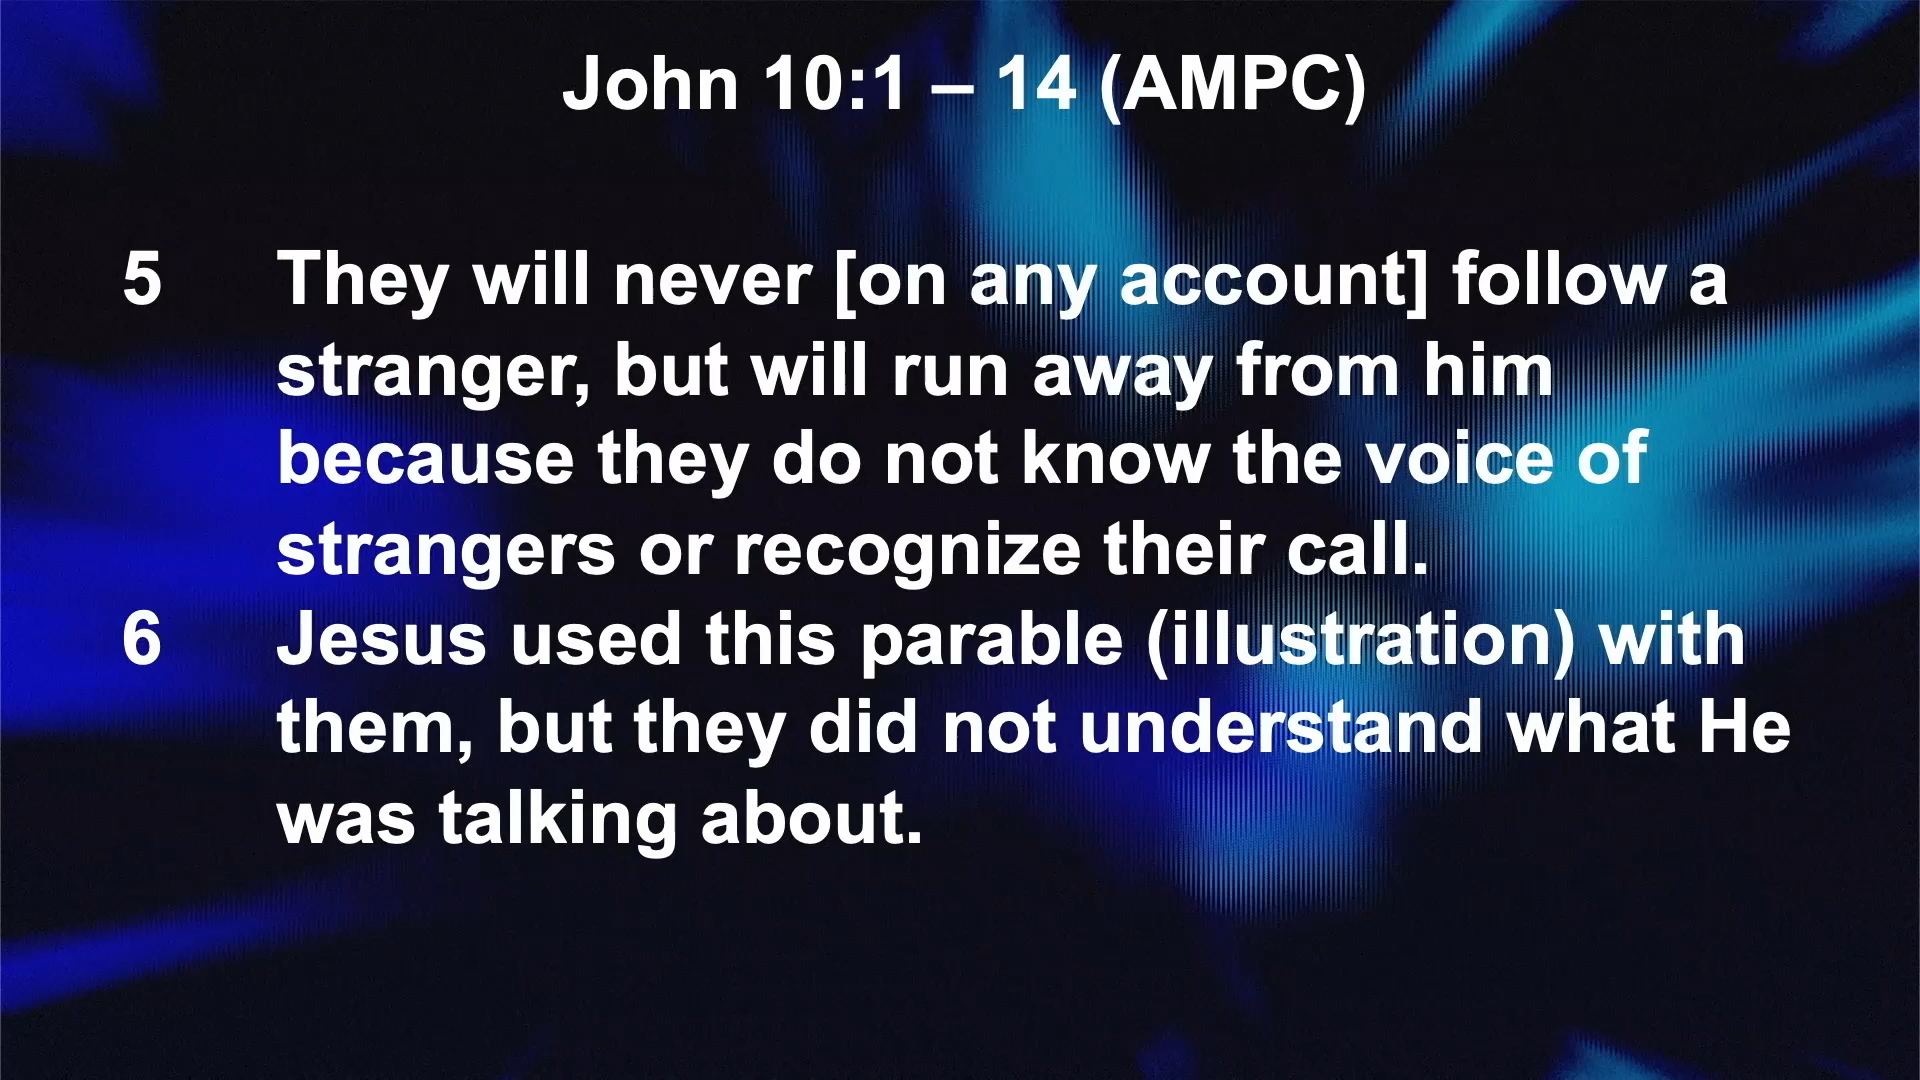 John 10:1 – 14 (AMPC)
5 They will never [on any account] follow a
stranger, but will run away from him
because they do not know the voice of
strangers or recognize their call.
6 Jesus used this parable (illustration) with
them, but they did not understand what He
was talking about.